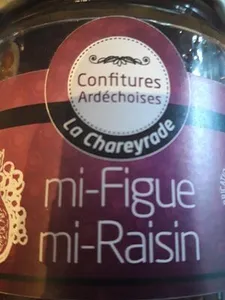 Confitures
Ardéchoises
La Chareyrade
mi-Figue
mi-Raisin